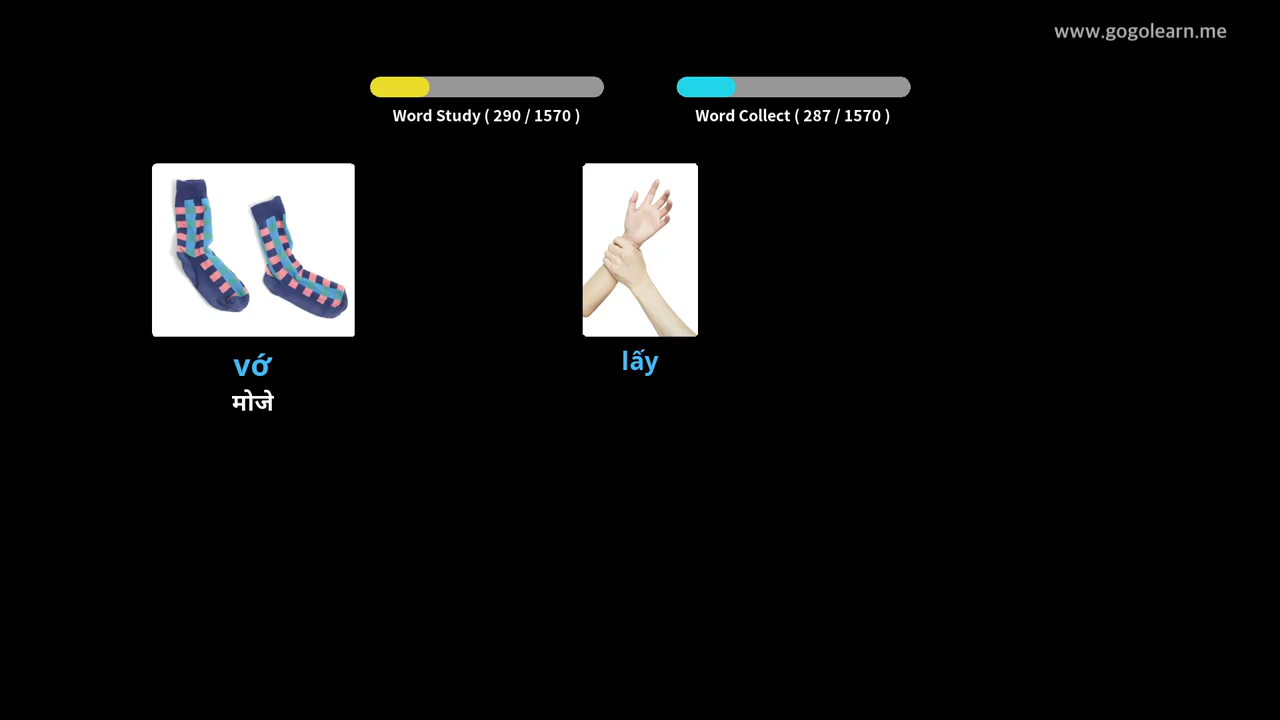 www.gogolearn.me
Word Study ( 290 / 1570 )
Word Collect ( 287 / 1570 )
vớ
lấy
मोजे